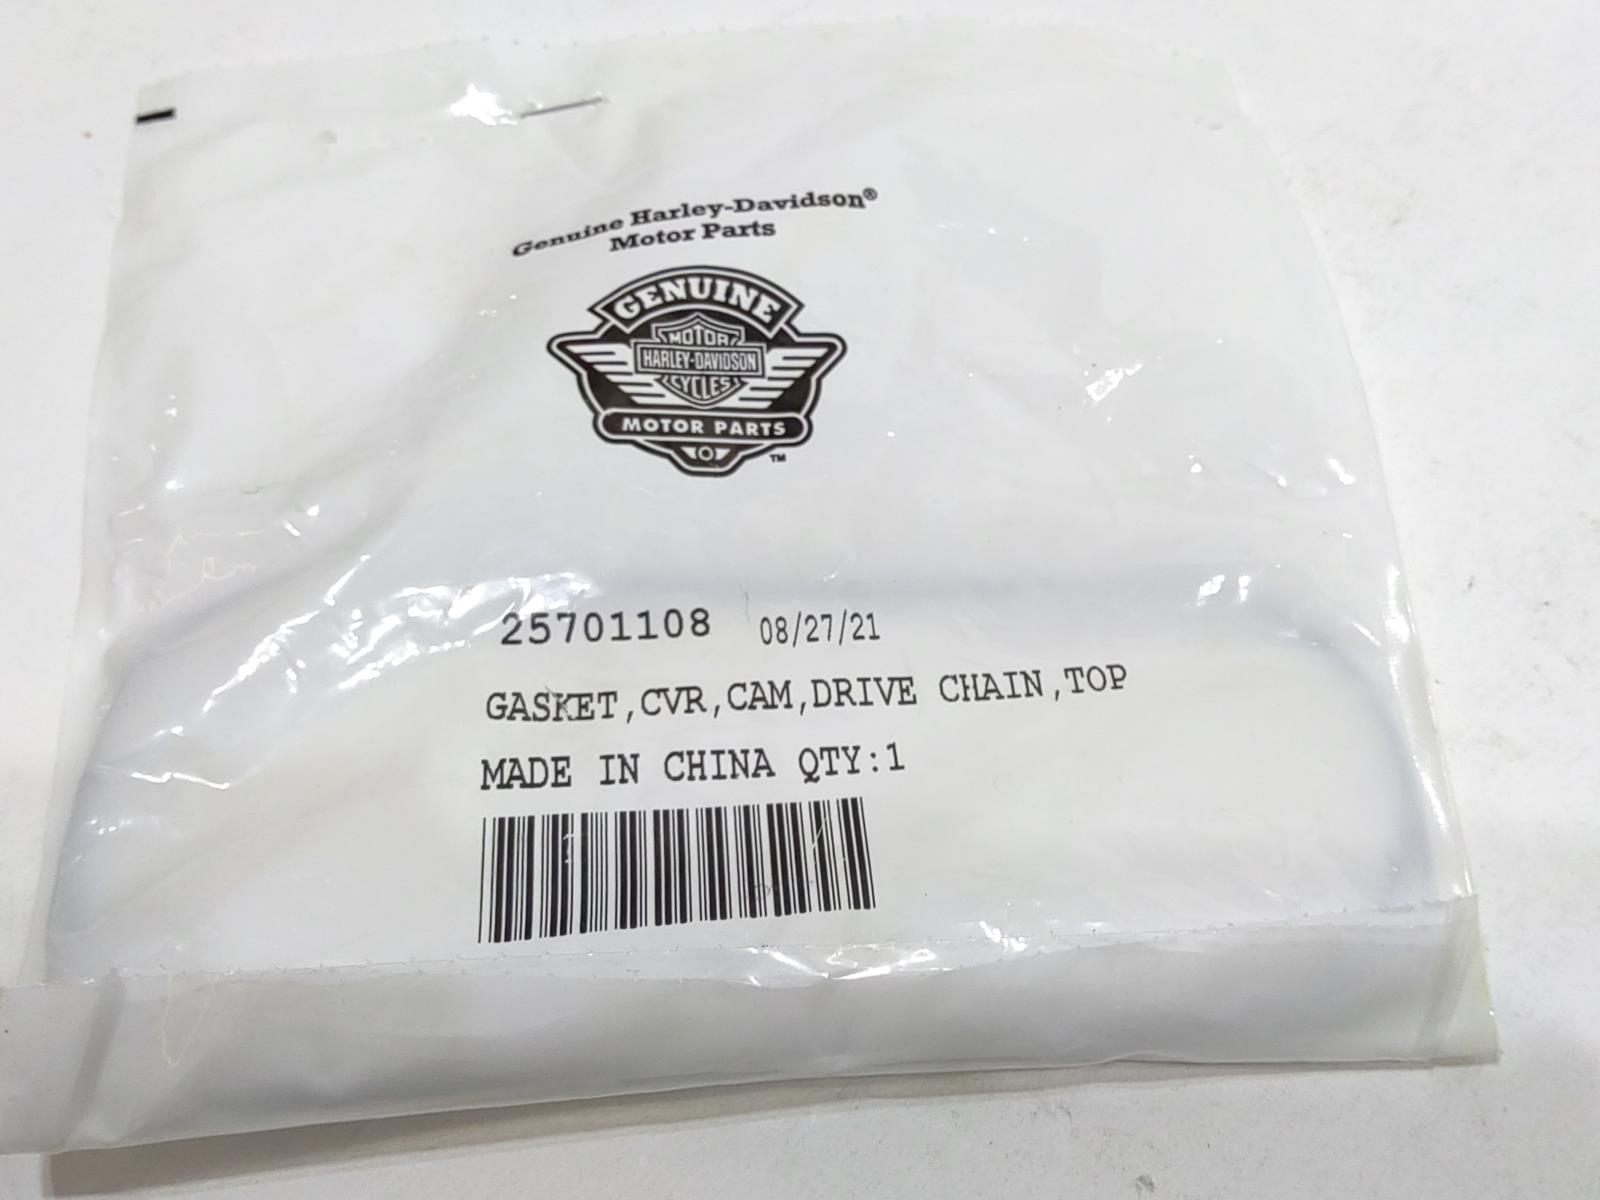 Genuine Harley-Davidson®
Motor Parts
GENUINE
MOTOR
HARLEY-DAVIDSON
CYCLES
MOTOR PARTS
TM
25701108 08/27/21
GASKET,CVR,CAM,DRIVE CHAIN,TOP
MADE IN CHINA QTY:1